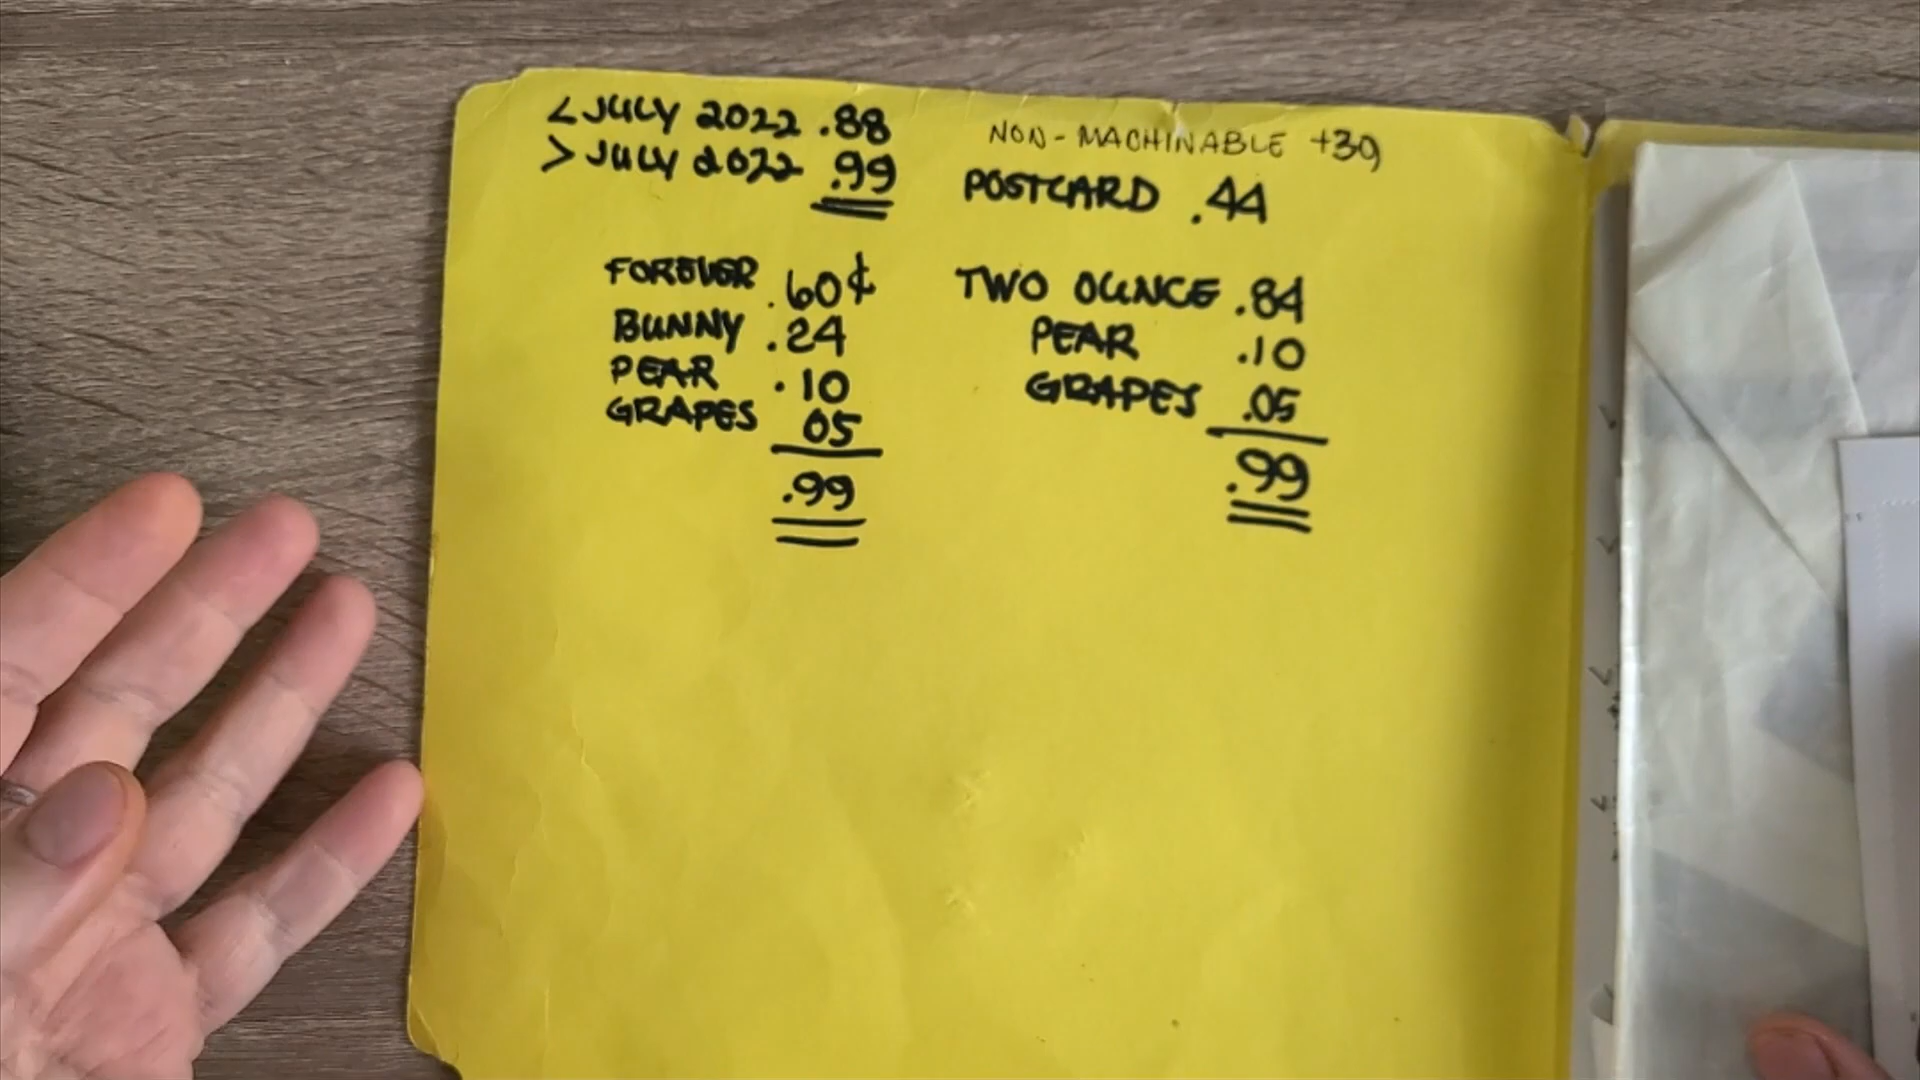 < JULY 2022 .88
> JULY 2022 .99
NON-MACHINABLE +39
POSTCARD .44
FOREVER .60¢
BUNNY .24
PEAR .10
GRAPES 05
.99
TWO OUNCE .84
PEAR .10
GRAPES .05
.99